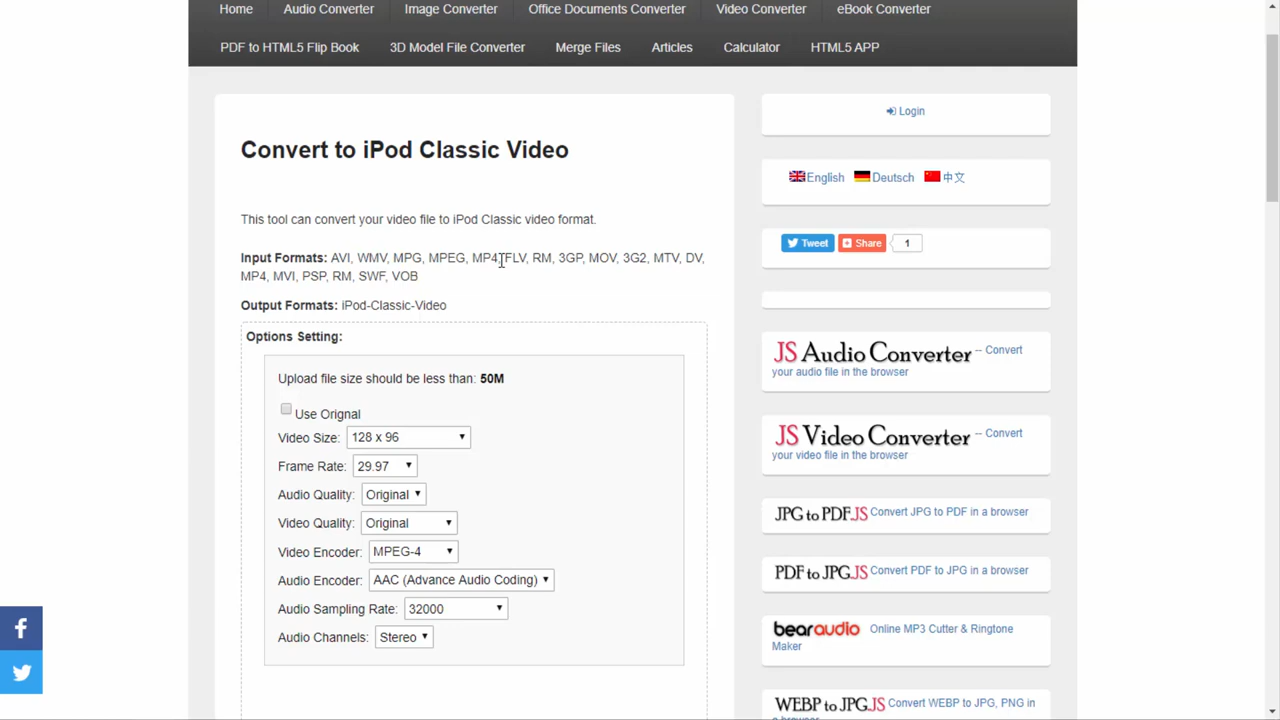 Home Audio Converter Image Converter Office Documents Converter Video Converter eBook Converter
PDF to HTML5 Flip Book 3D Model File Converter Merge Files Articles Calculator HTML5 APP
Convert to iPod Classic Video
This tool can convert your video file to iPod Classic video format.
Input Formats: AVI, WMV, MPG, MPEG, MP4, FLV, RM, 3GP, MOV, 3G2, MTV, DV,
MP4, MVI, PSP, RM, SWF, VOB
Output Formats: iPod-Classic-Video
Options Setting:
Upload file size should be less than: 50M
Use Orignal
Video Size: 128 x 96
Frame Rate: 29.97
Audio Quality: Original
Video Quality: Original
Video Encoder: MPEG-4
Audio Encoder: AAC (Advance Audio Coding)
Audio Sampling Rate: 32000
Audio Channels: Stereo
Login
English Deutsch 中文
Tweet Share 1
JS Audio Converter -- Convert
your audio file in the browser
JS Video Converter -- Convert
your video file in the browser
JPG to PDF.JS Convert JPG to PDF in a browser
PDF to JPG.JS Convert PDF to JPG in a browser
bearaudio Online MP3 Cutter & Ringtone
Maker
WEBP to JPG.JS Convert WEBP to JPG, PNG in
a browser